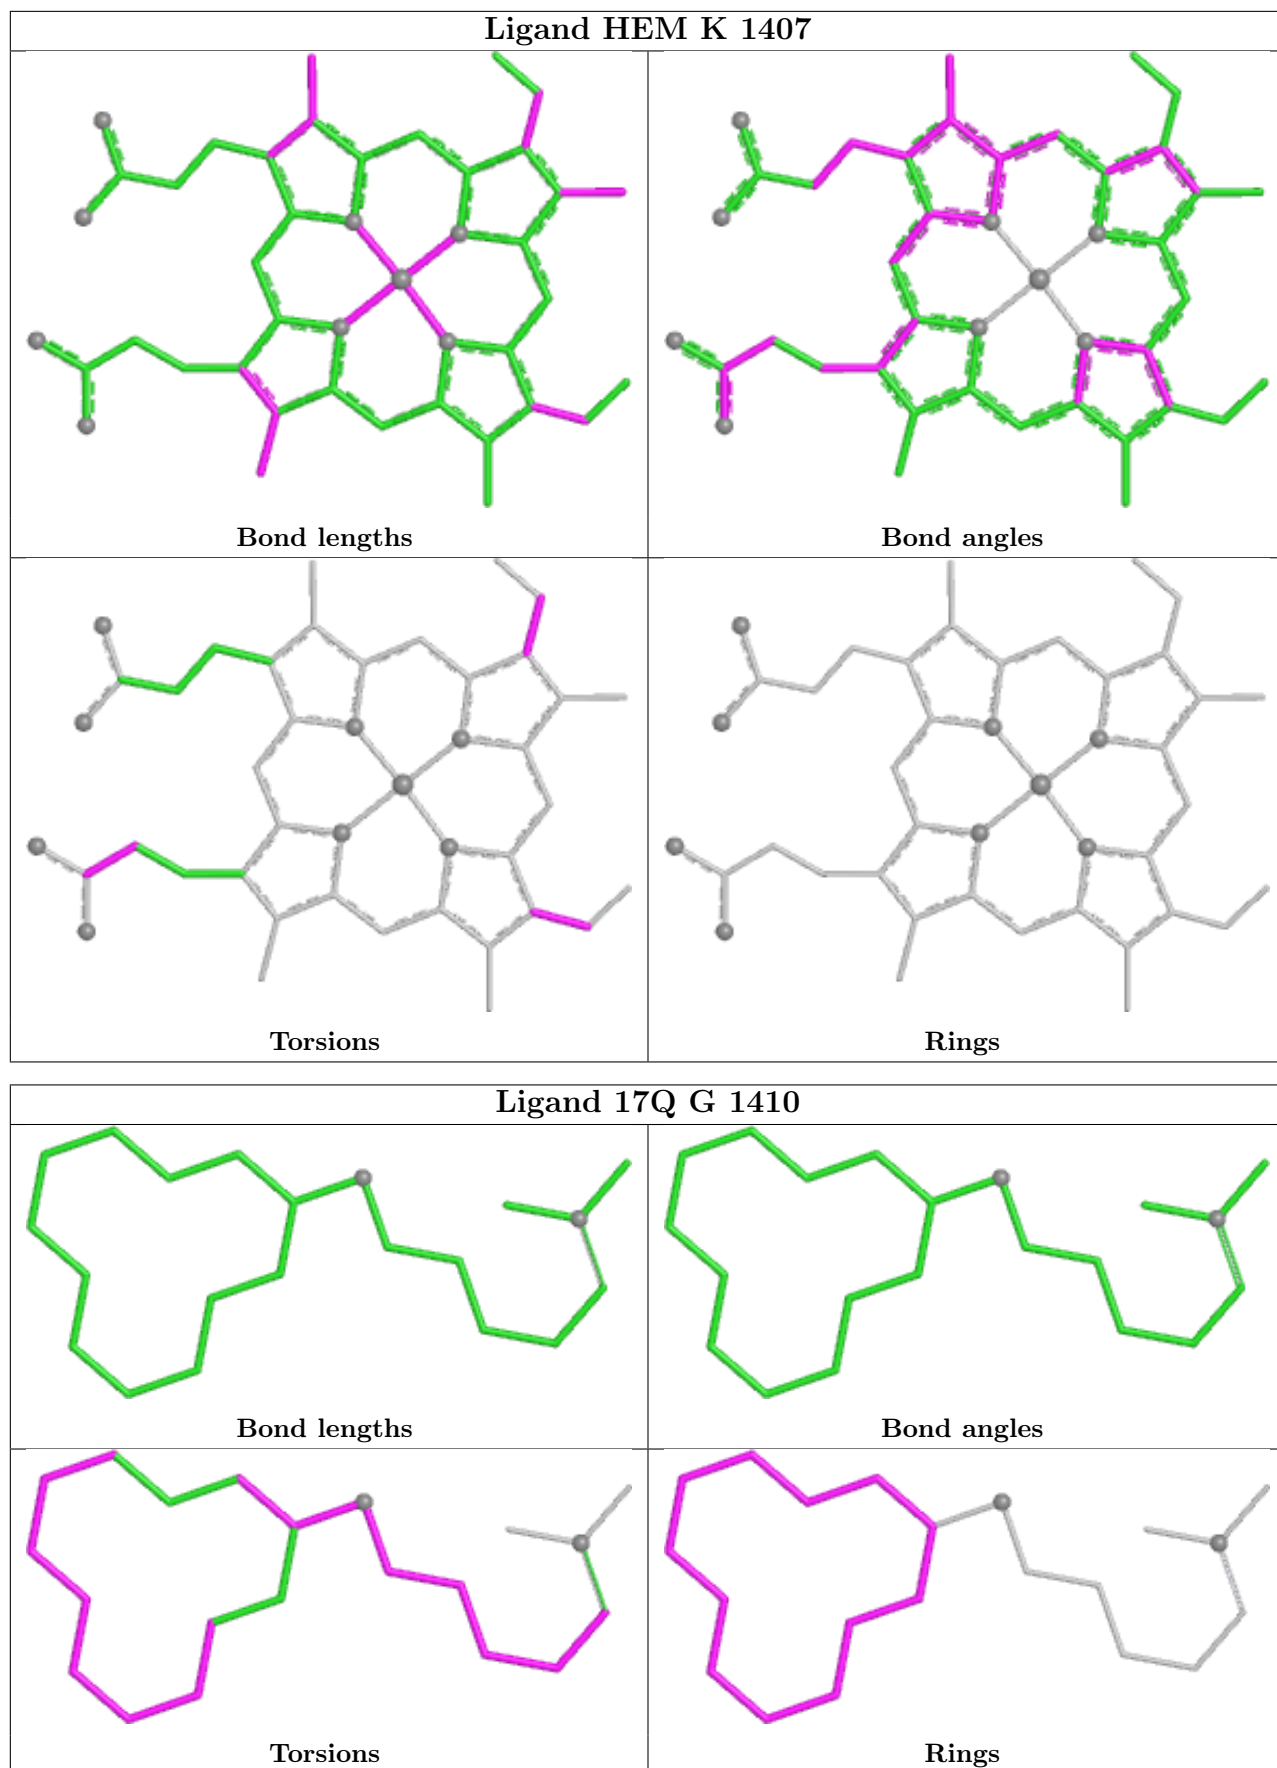 Ligand HEM K 1407
Bond lengths
Bond angles
Torsions
Rings
Ligand 17Q G 1410
Bond lengths
Bond angles
Torsions
Rings